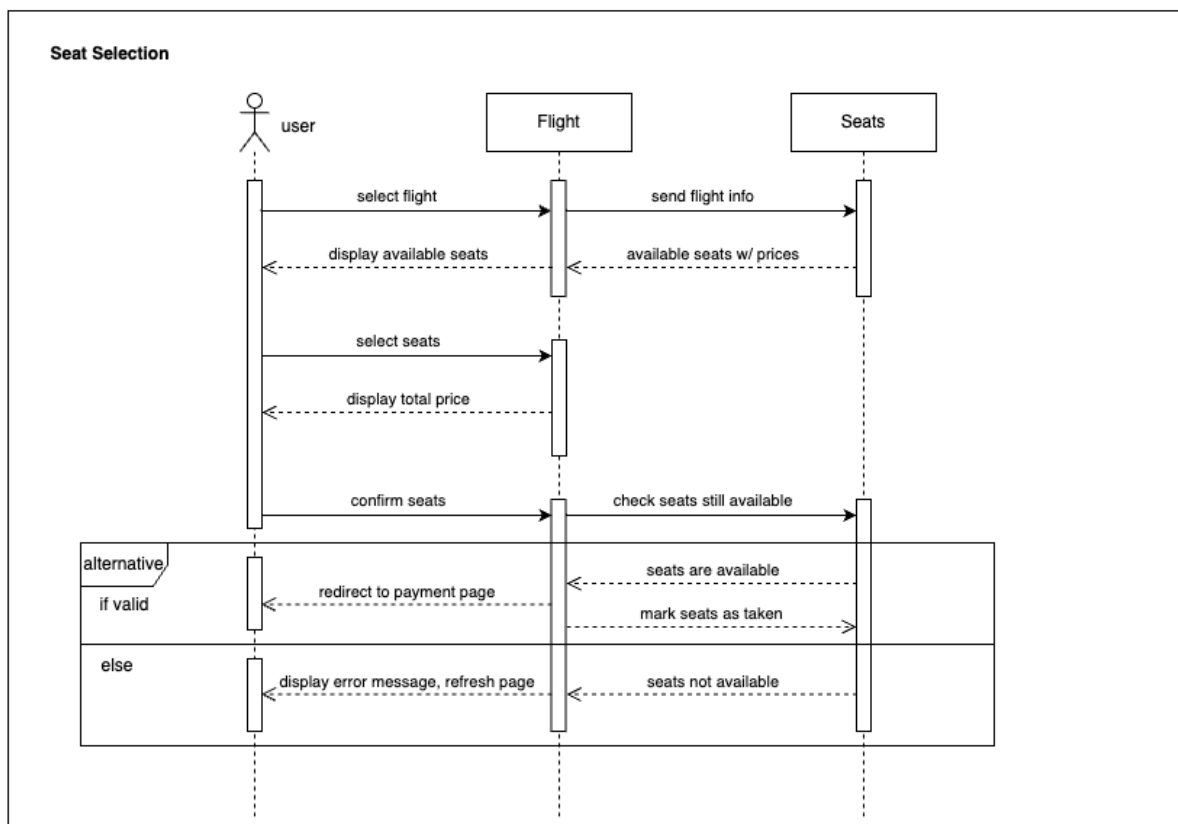 Seat Selection
user
Flight
Seats
select flight
send flight info
display available seats
available seats w/ prices
select seats
display total price
confirm seats
check seats still available
alternative
seats are available
if valid
redirect to payment page
mark seats as taken
else
display error message, refresh page
seats not available